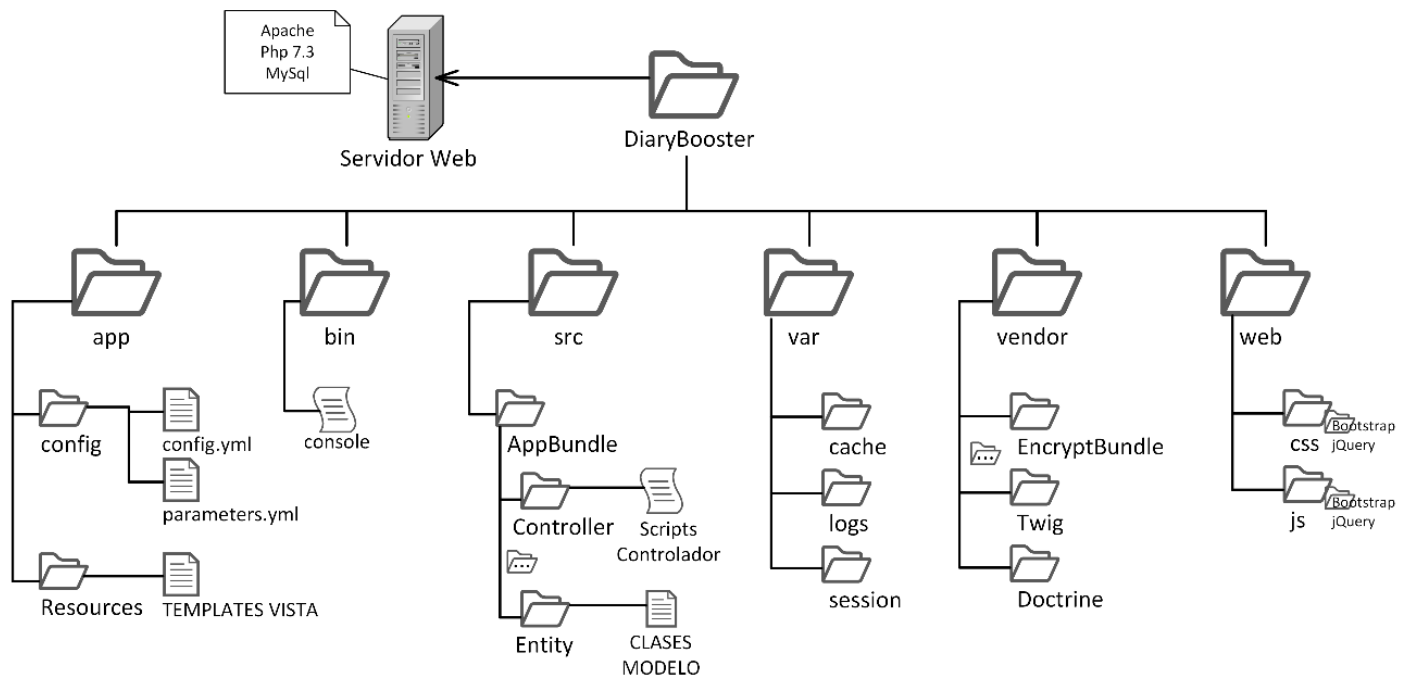 Apache
Php 7.3
MySql
Servidor Web
DiaryBooster
app
bin
src
var
vendor
web
config
config.yml
parameters.yml
Resources
TEMPLATES VISTA
console
AppBundle
Controller
Scripts
Controlador
Entity
CLASES
MODELO
cache
logs
session
EncryptBundle
Twig
Doctrine
css
Bootstrap
jQuery
js
Bootstrap
jQuery